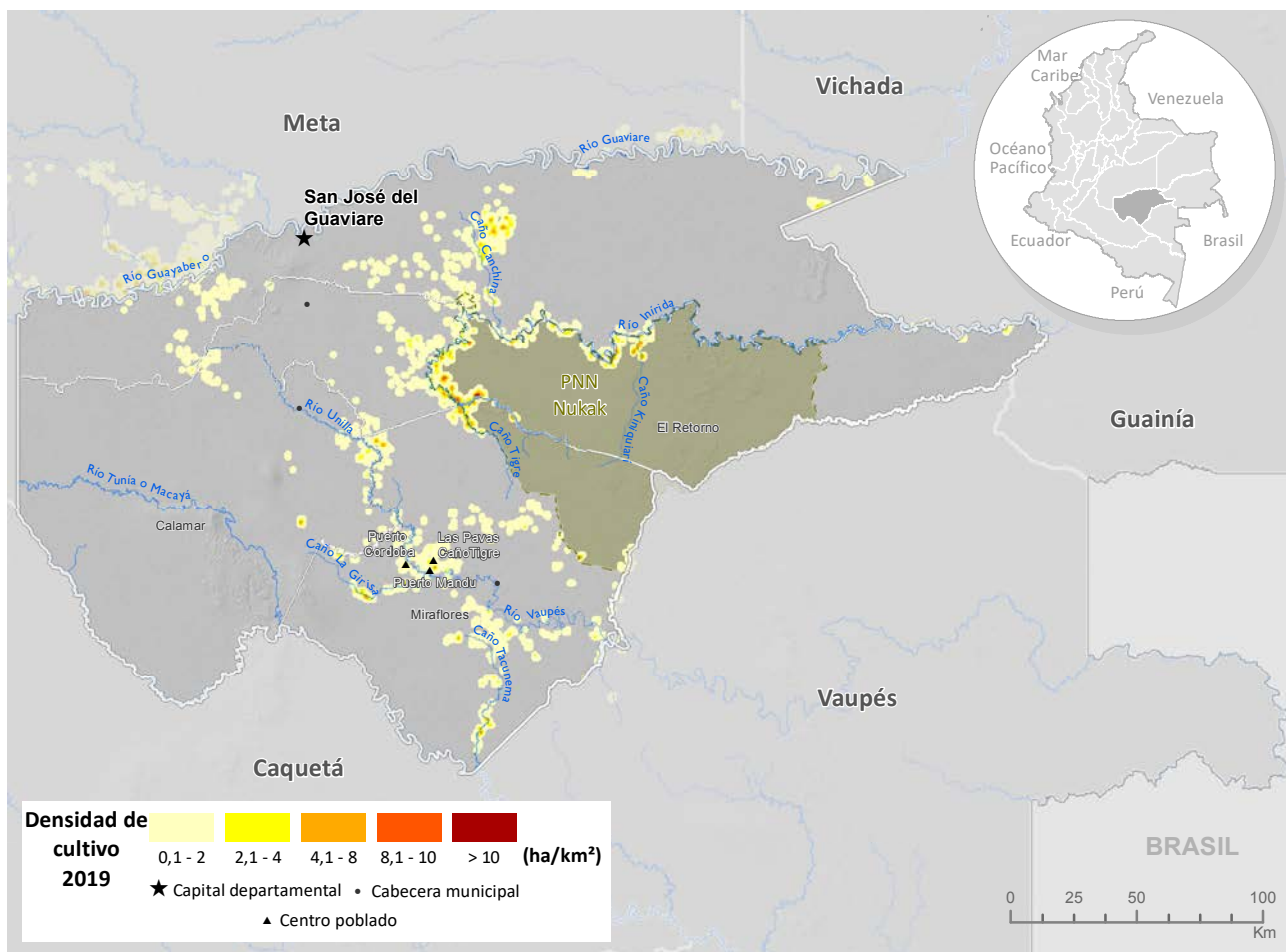 Vichada
Meta
Río Guaviare
San José del
Guaviare
Caño Canchina
Río Guayabero
Río Inírida
PNN
Nukak
Caño Kiniquiari
El Retorno
Guainía
Río Unilla
Caño Tigre
Río Tunía o Macayá
Calamar
Puerto
Córdoba
Las Pavas
CañoTigre
Caño La Girisa
Puerto Mandu
Miraflores
Río Vaupés
Caño Tacunema
Vaupés
Caquetá
BRASIL
Mar
Caribe
Venezuela
Océano
Pacífico
Ecuador
Brasil
Perú
Densidad de
cultivo
2019
0,1 - 2
2,1 - 4
4,1 - 8
8,1 - 10
> 10
(ha/km²)
Capital departamental
Cabecera municipal
Centro poblado
0 25 50 100
Km